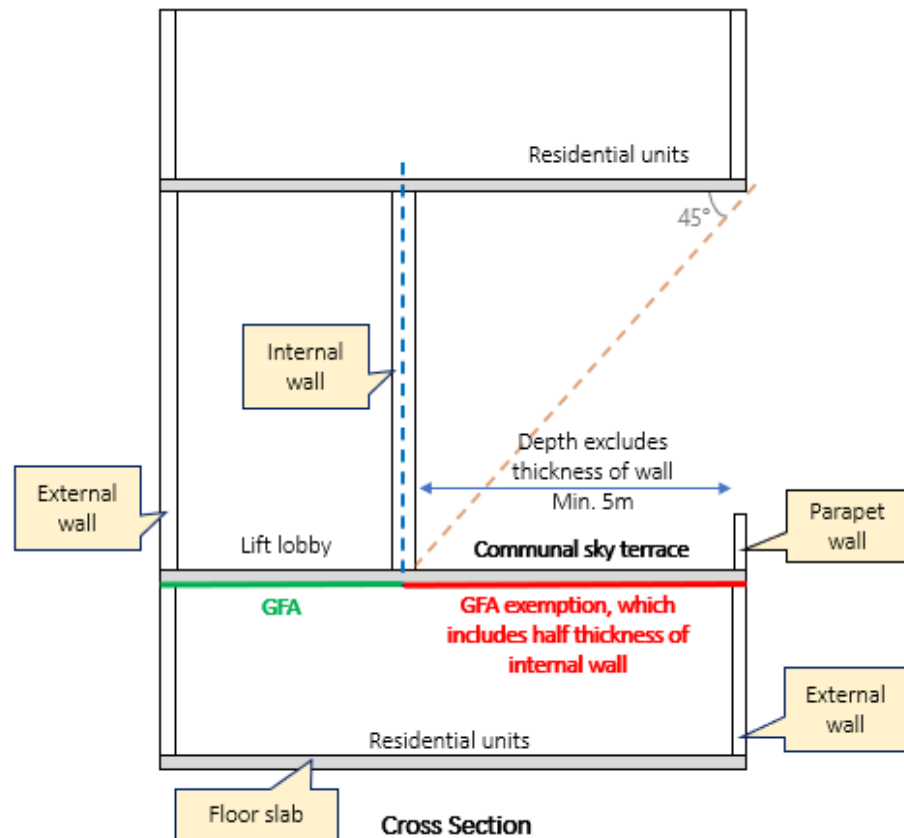 Residential units
45°
Internal
wall
Depth excludes
thickness of wall
Min. 5m
External
wall
Parapet
wall
Lift lobby
Communal sky terrace
GFA
GFA exemption, which
includes half thickness of
internal wall
External
wall
Residential units
Floor slab
Cross Section